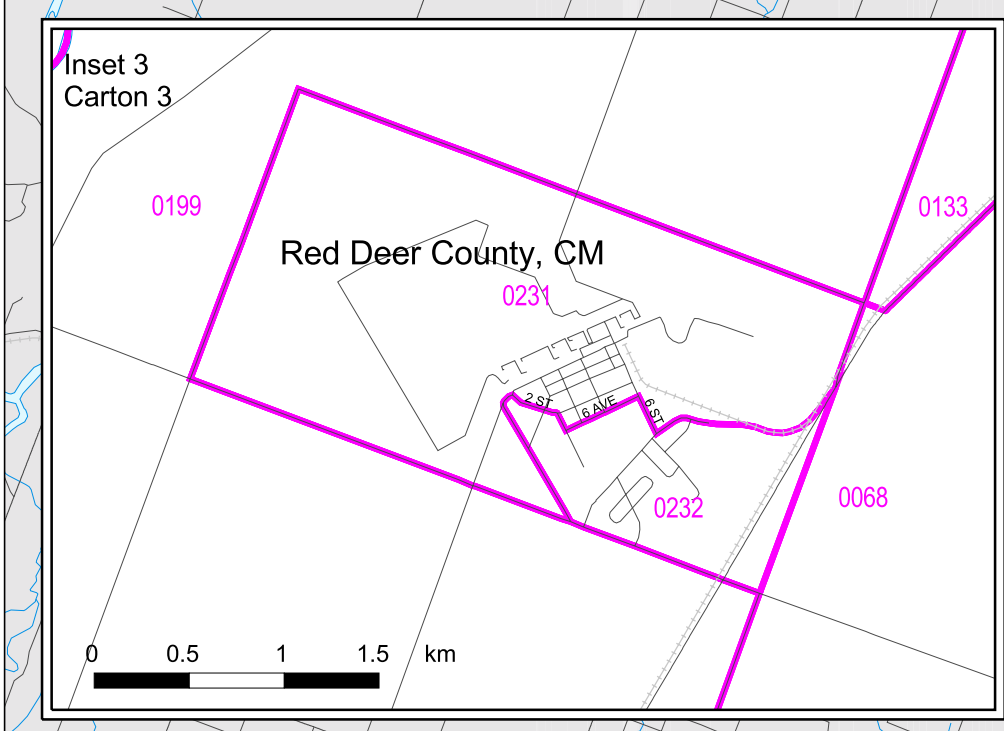 Inset 3
Carton 3
0199
0133
Red Deer County, CM
0231
2 ST
6 AVE
6 ST
0232
0068
0 0.5 1 1.5 km